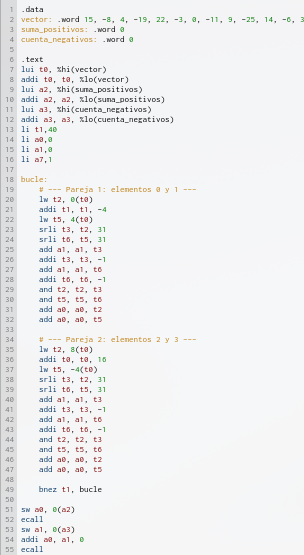 1 .data
2 vector: .word 15, -8, 4, -19, 22, -3, 0, -11, 9, -25, 14, -6, 3
3 suma_positivos: .word 0
4 cuenta_negativos: .word 0
5
6 .text
7 lui t0, %hi(vector)
8 addi t0, t0, %lo(vector)
9 lui a2, %hi(suma_positivos)
10 addi a2, a2, %lo(suma_positivos)
11 lui a3, %hi(cuenta_negativos)
12 addi a3, a3, %lo(cuenta_negativos)
13 li t1,40
14 li a0,0
15 li a1,0
16 li a7,1
17
18 bucle:
19 # --- Pareja 1: elementos 0 y 1 ---
20 lw t2, 0(t0)
21 addi t1, t1, -4
22 lw t5, 4(t0)
23 srli t3, t2, 31
24 srli t6, t5, 31
25 add a1, a1, t3
26 addi t3, t3, -1
27 add a1, a1, t6
28 addi t6, t6, -1
29 and t2, t2, t3
30 and t5, t5, t6
31 add a0, a0, t2
32 add a0, a0, t5
33
34 # --- Pareja 2: elementos 2 y 3 ---
35 lw t2, 8(t0)
36 addi t0, t0, 16
37 lw t5, -4(t0)
38 srli t3, t2, 31
39 srli t6, t5, 31
40 add a1, a1, t3
41 addi t3, t3, -1
42 add a1, a1, t6
43 addi t6, t6, -1
44 and t2, t2, t3
45 and t5, t5, t6
46 add a0, a0, t2
47 add a0, a0, t5
48
49 bnez t1, bucle
50
51 sw a0, 0(a2)
52 ecall
53 sw a1, 0(a3)
54 addi a0, a1, 0
55 ecall